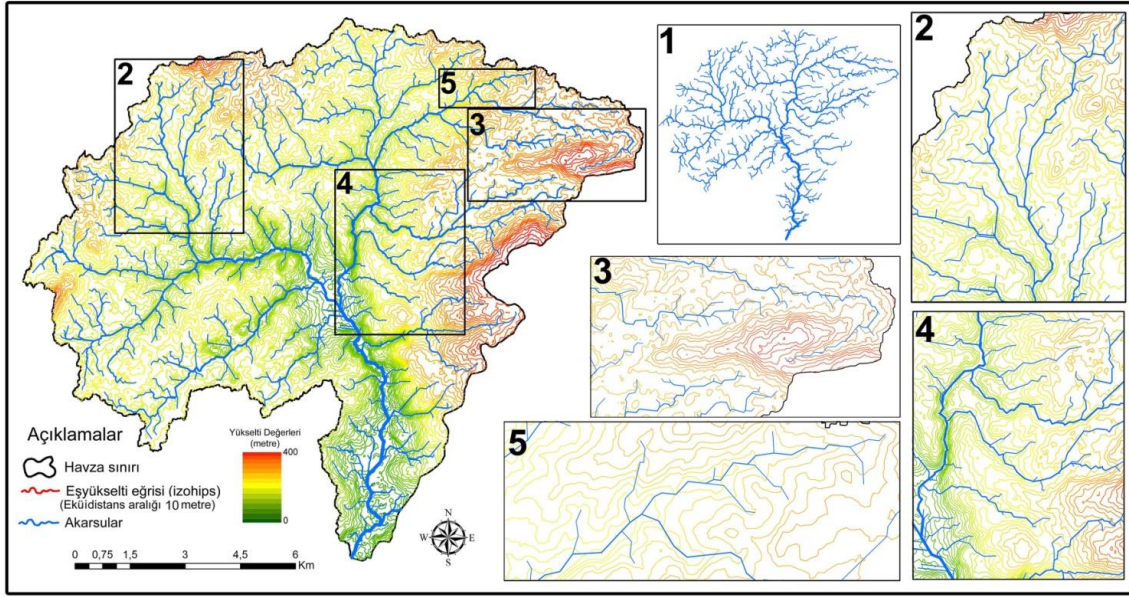 2
5
3
4
1
2
3
5
4
Açıklamalar
Havza sınırı
Eşyükselti eğrisi (izohips)
(Eküidistans aralığı 10 metre)
Akarsular
Yükselti Değerleri
(metre)
400
0
0 0,75 1,5 3 4,5 6
Km
N
W E
S